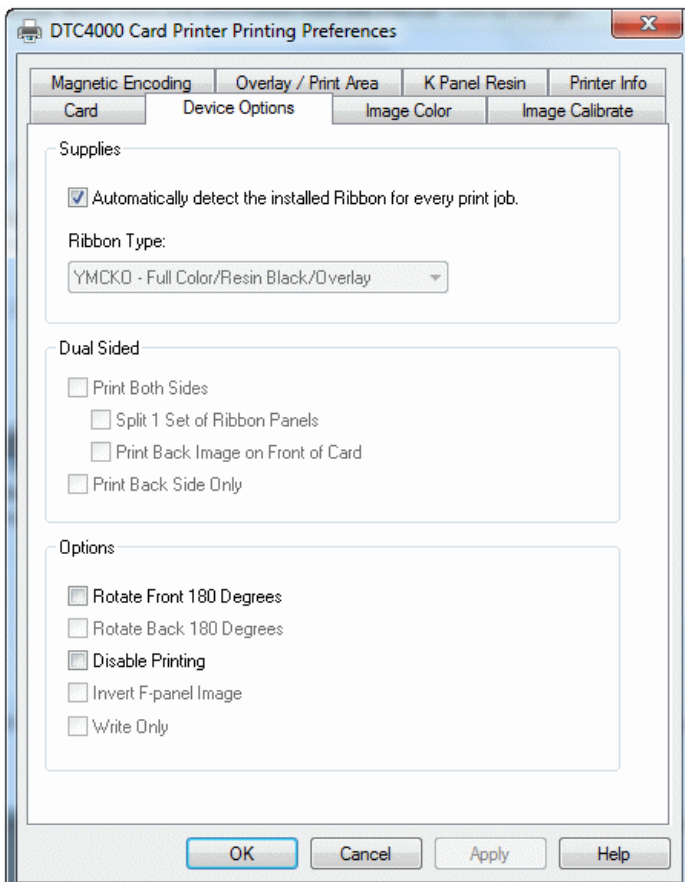 DTC4000 Card Printer Printing Preferences
Magnetic Encoding Overlay / Print Area K Panel Resin Printer Info
Card Device Options Image Color Image Calibrate
Supplies
Automatically detect the installed Ribbon for every print job.
Ribbon Type:
YMCKO - Full Color/Resin Black/Overlay
Dual Sided
Print Both Sides
Split 1 Set of Ribbon Panels
Print Back Image on Front of Card
Print Back Side Only
Options
Rotate Front 180 Degrees
Rotate Back 180 Degrees
Disable Printing
Invert F-panel Image
Write Only
OK Cancel Apply Help